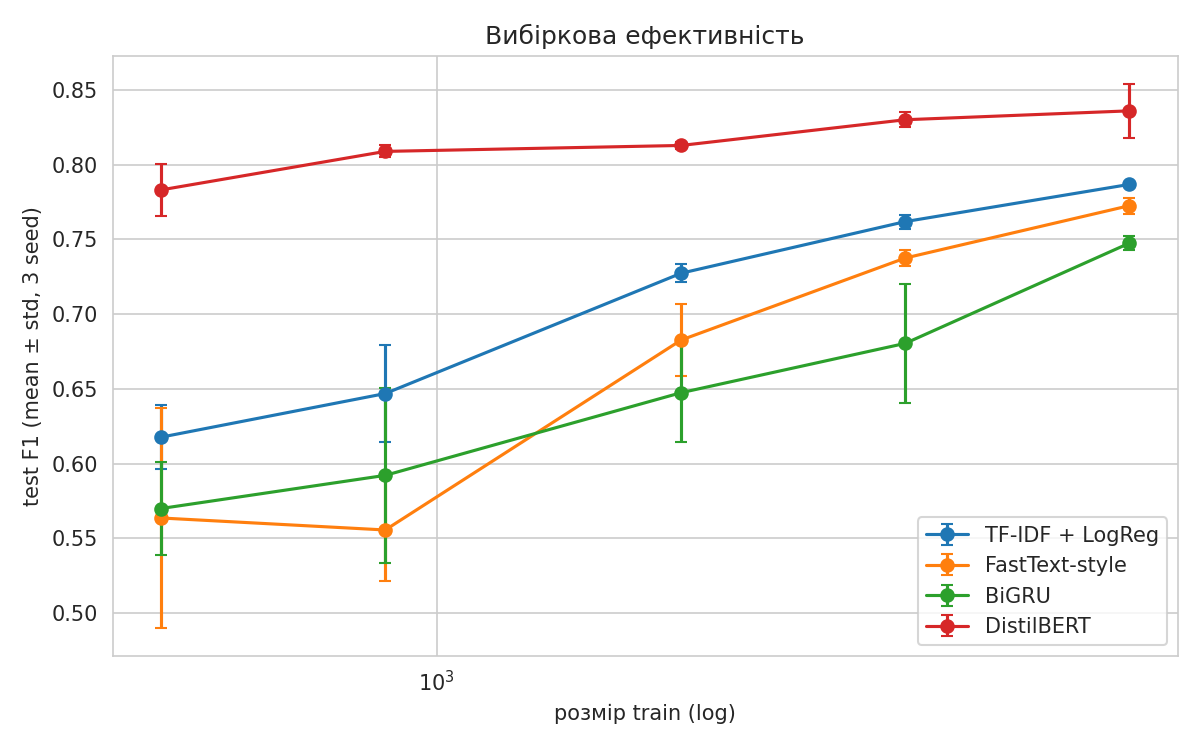 Вибіркова ефективність
test F1 (mean ± std, 3 seed)
0.85
0.80
0.75
0.70
0.65
0.60
0.55
0.50
TF-IDF + LogReg
FastText-style
BiGRU
DistilBERT
10³
розмір train (log)